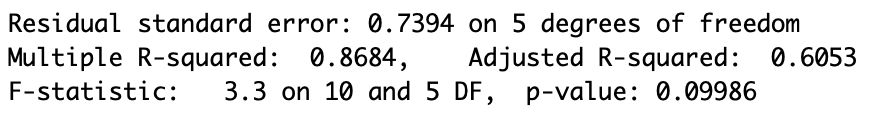 Residual standard error: 0.7394 on 5 degrees of freedom
Multiple R-squared:  0.8684,    Adjusted R-squared:  0.6053
F-statistic:   3.3 on 10 and 5 DF,  p-value: 0.09986